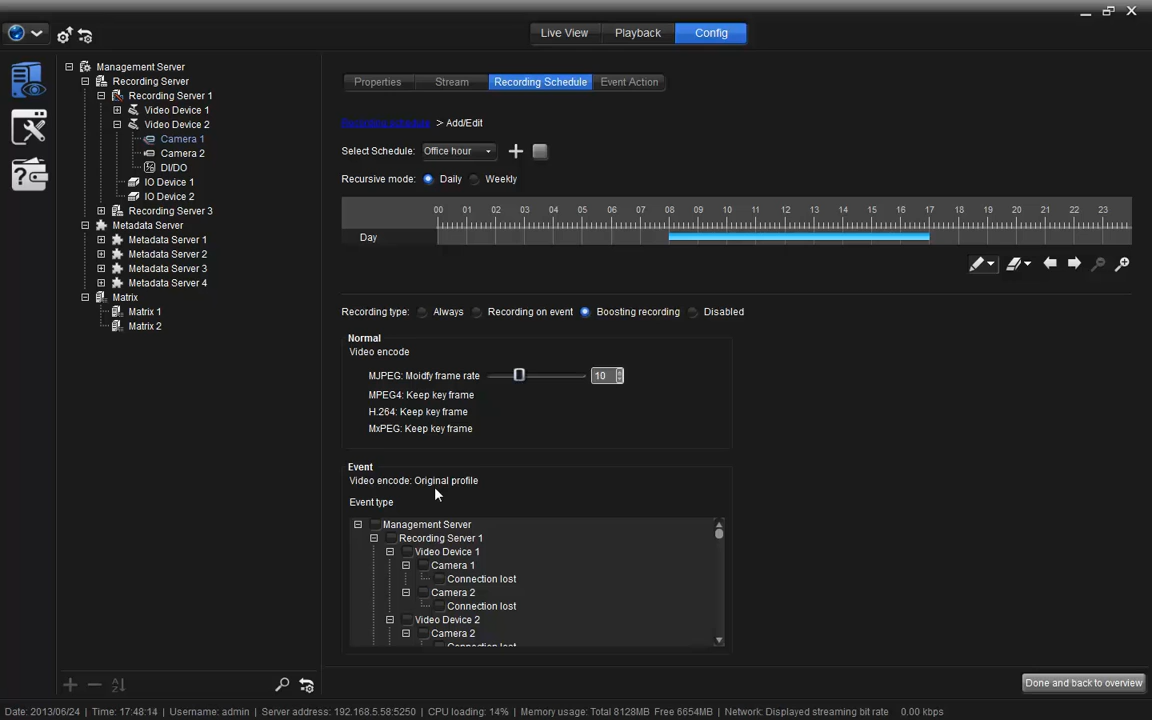 Live View Playback Config
Management Server
Recording Server
Recording Server 1
Video Device 1
Video Device 2
Camera 1
Camera 2
DI/DO
IO Device 1
IO Device 2
Recording Server 3
Metadata Server
Metadata Server 1
Metadata Server 2
Metadata Server 3
Metadata Server 4
Matrix
Matrix 1
Matrix 2
Properties Stream Recording Schedule Event Action
Recording schedule > Add/Edit
Select Schedule: Office hour
Recursive mode: Daily Weekly
00 01 02 03 04 05 06 07 08 09 10 11 12 13 14 15 16 17 18 19 20 21 22 23
Day
Recording type: Always Recording on event Boosting recording Disabled
Normal
Video encode
MJPEG: Moidfy frame rate 10
MPEG4: Keep key frame
H.264: Keep key frame
MxPEG: Keep key frame
Event
Video encode: Original profile
Event type
Management Server
Recording Server 1
Video Device 1
Camera 1
Connection lost
Camera 2
Connection lost
Video Device 2
Camera 2
Connection lost
Done and back to overview
Date: 2013/06/24 | Time: 17:48:14 | Username: admin | Server address: 192.168.5.58:5250 | CPU loading: 14% | Memory usage: Total 8128MB Free 6654MB | Network: Displayed streaming bit rate 0.00 kbps